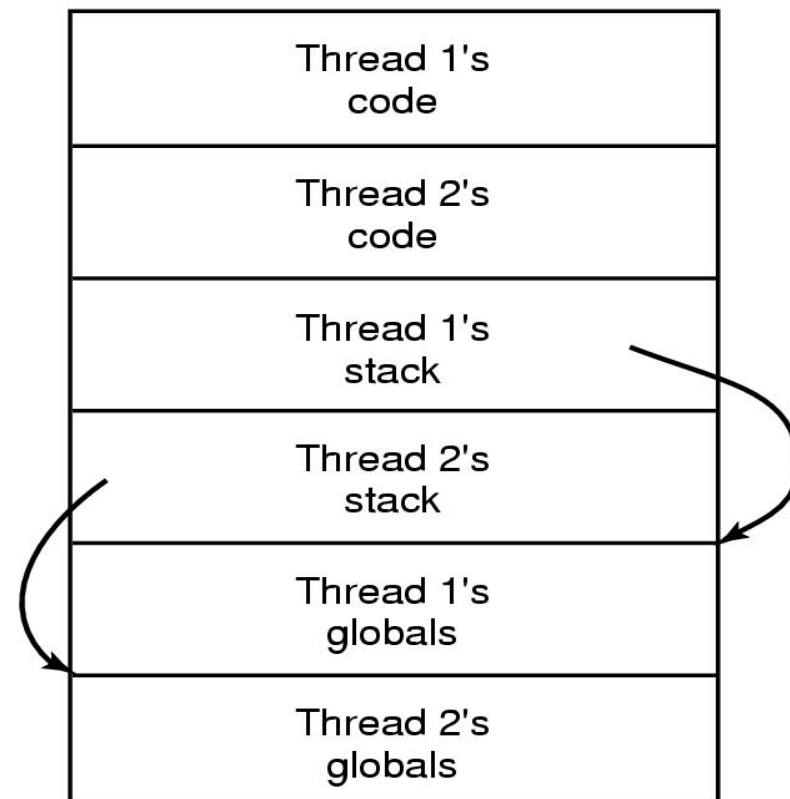 Thread 1's
code
Thread 2's
code
Thread 1's
stack
Thread 2's
stack
Thread 1's
globals
Thread 2's
globals